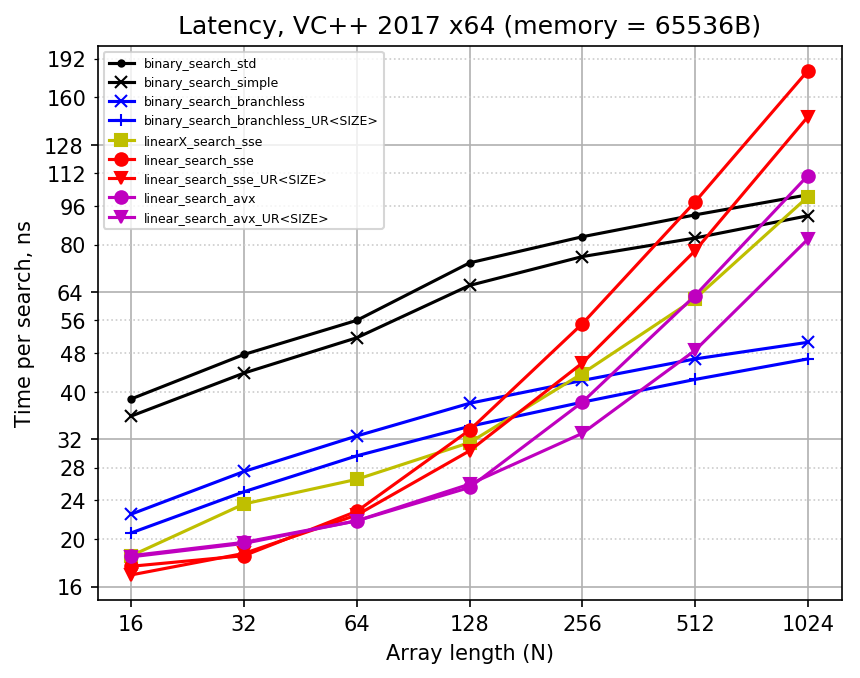 Latency, VC++ 2017 x64 (memory = 65536B)
binary_search_std
binary_search_simple
binary_search_branchless
binary_search_branchless_UR<SIZE>
linearX_search_sse
linear_search_sse
linear_search_sse_UR<SIZE>
linear_search_avx
linear_search_avx_UR<SIZE>
Time per search, ns
192
160
128
112
96
80
64
56
48
40
32
28
24
20
16
16 32 64 128 256 512 1024
Array length (N)